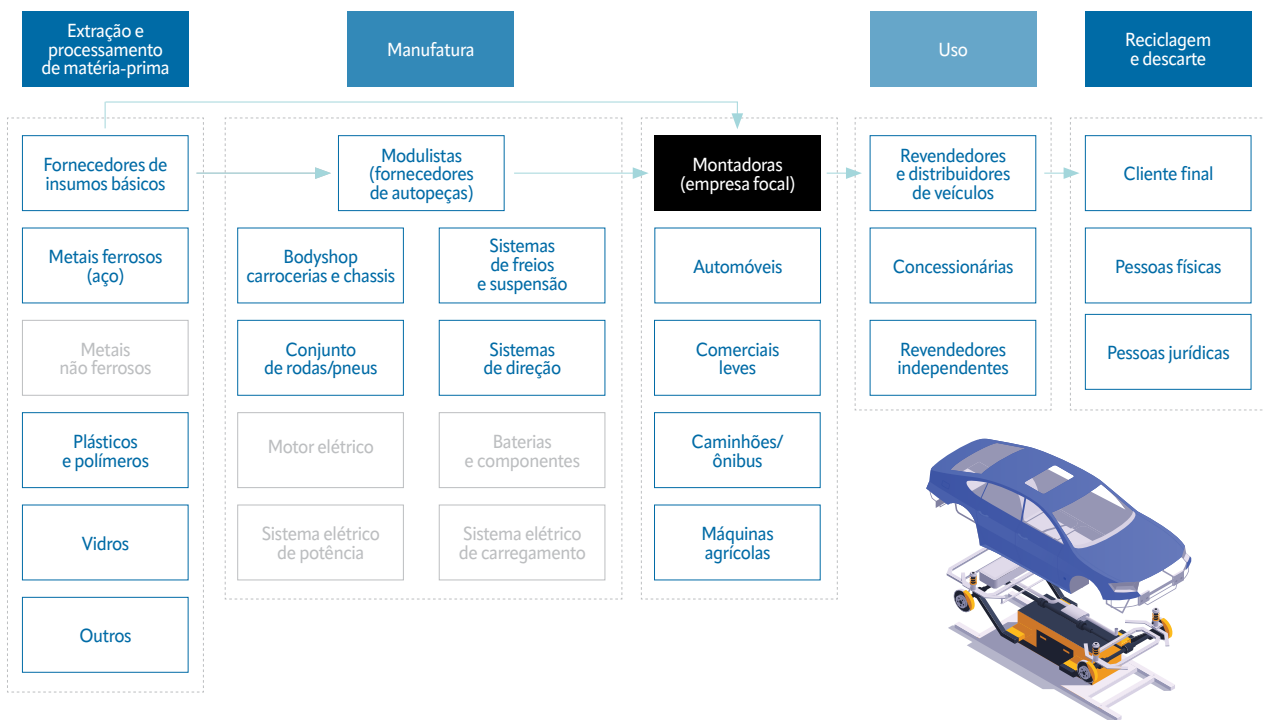 Extração e
processamento
de matéria-prima
Manufatura
Uso
Reciclagem
e descarte
Fornecedores de
insumos básicos
Metais ferrosos
(aço)
Metais
não ferrosos
Plásticos
e polímeros
Vidros
Outros
Modulistas
(fornecedores
de autopeças)
Bodyshop
carrocerias e chassis
Sistemas
de freios
e suspensão
Conjunto
de rodas/pneus
Sistemas
de direção
Motor elétrico
Baterias
e componentes
Sistema elétrico
de potência
Sistema elétrico
de carregamento
Montadoras
(empresa focal)
Automóveis
Comerciais
leves
Caminhões/
ônibus
Máquinas
agrícolas
Revendedores
e distribuidores
de veículos
Concessionárias
Revendedores
independentes
Cliente final
Pessoas físicas
Pessoas jurídicas